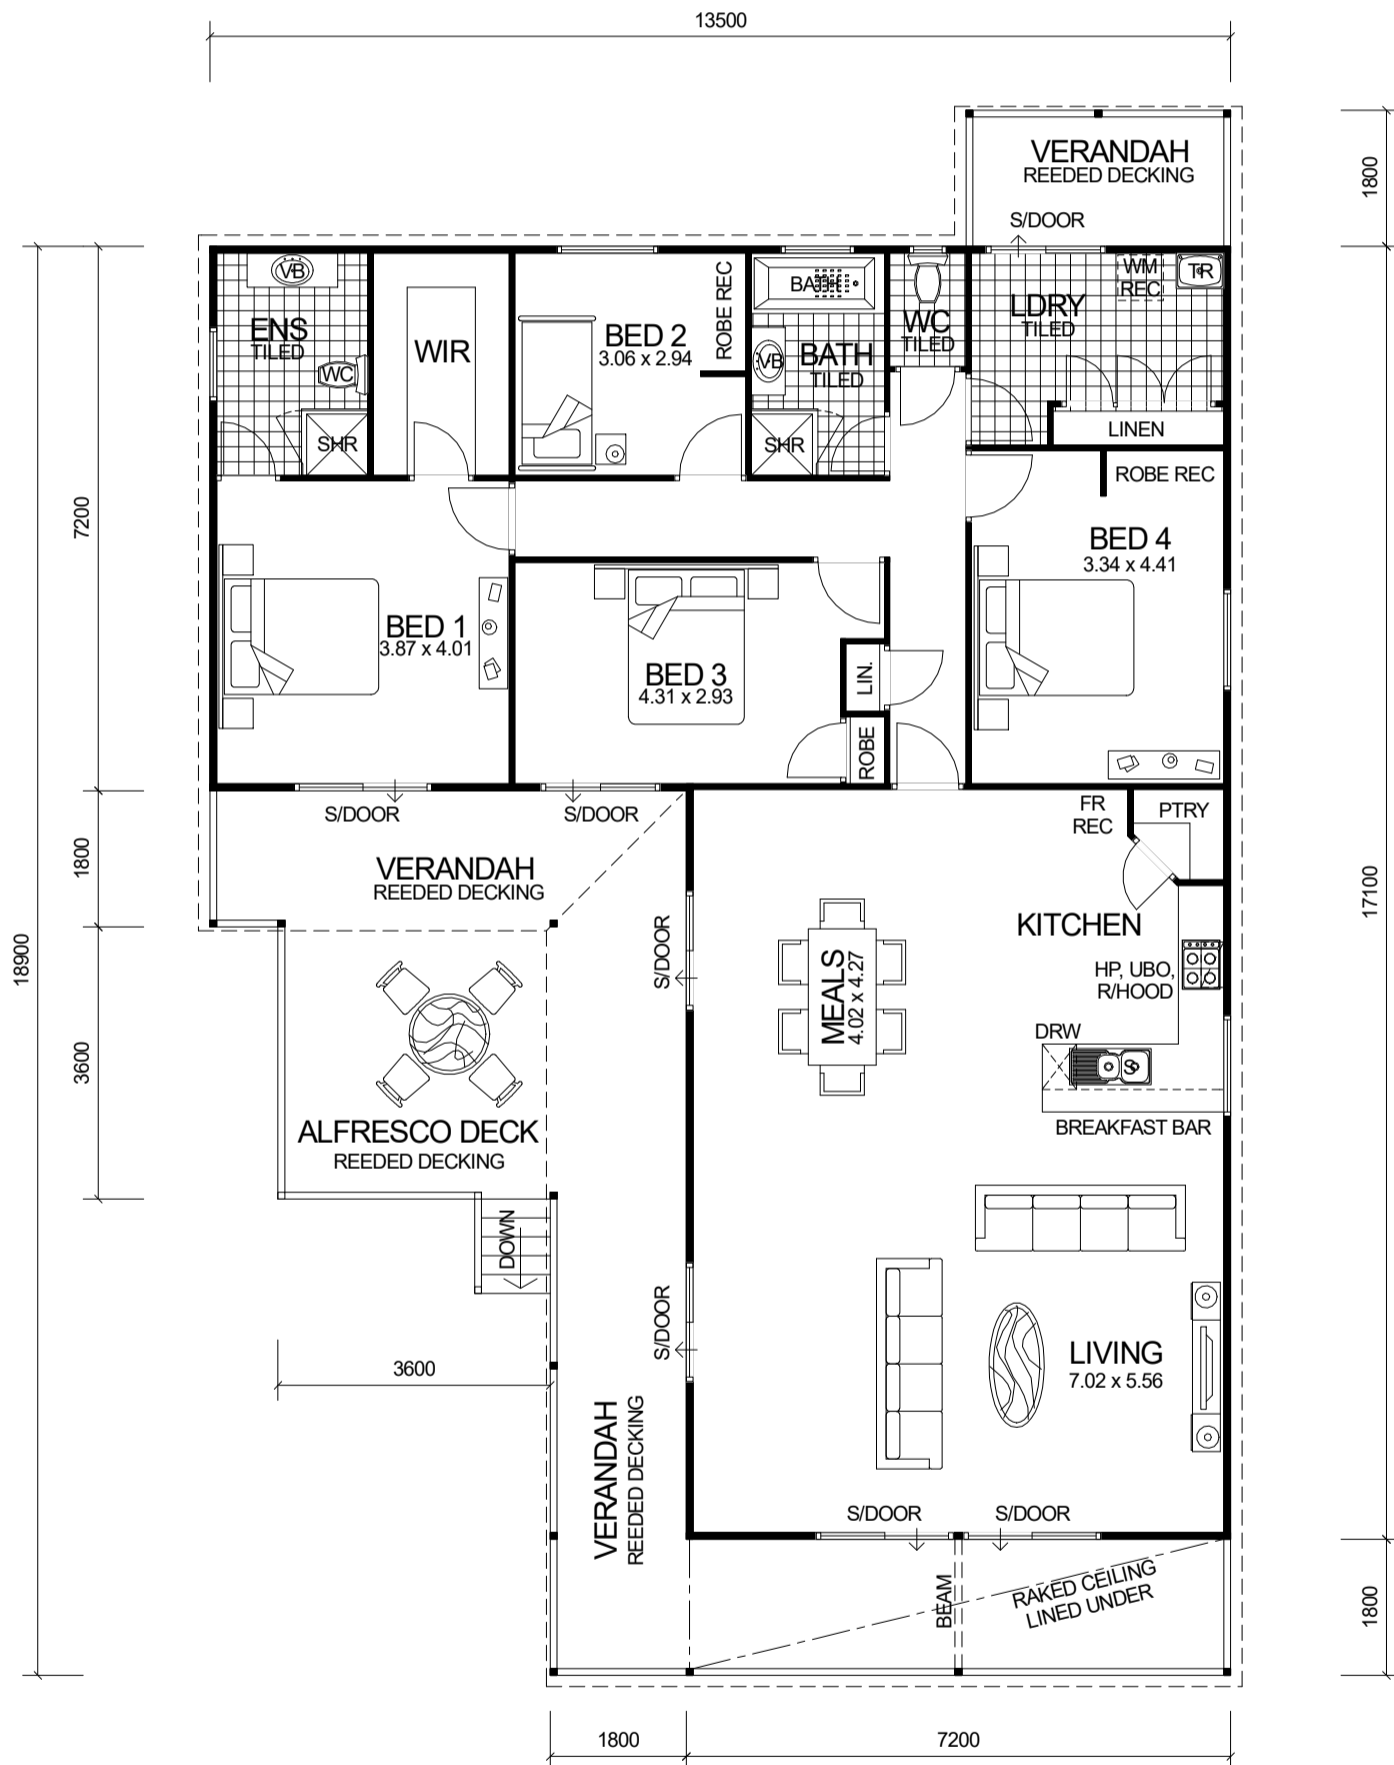 13500
VERANDAH
REEDED DECKING
1800
S/DOOR
VB
ENS
TILED
WC
SHR
WIR
BED 2
3.06 x 2.94
ROBE REC
BATH
VB
BATH
TILED
SHR
WC
TILED
LDRY
TILED
WM
REC
TR
LINEN
7200
BED 1
3.87 x 4.01
BED 3
4.31 x 2.93
LIN.
ROBE
ROBE REC
BED 4
3.34 x 4.41
S/DOOR
S/DOOR
1800
VERANDAH
REEDED DECKING
FR
REC
PTRY
18900
17100
S/DOOR
MEALS
4.02 x 4.27
KITCHEN
HP, UBO,
R/HOOD
DRW
BREAKFAST BAR
3600
ALFRESCO DECK
REEDED DECKING
DOWN
S/DOOR
3600
LIVING
7.02 x 5.56
VERANDAH
REEDED DECKING
S/DOOR
S/DOOR
BEAM
RAKED CEILING
LINED UNDER
1800
1800
7200